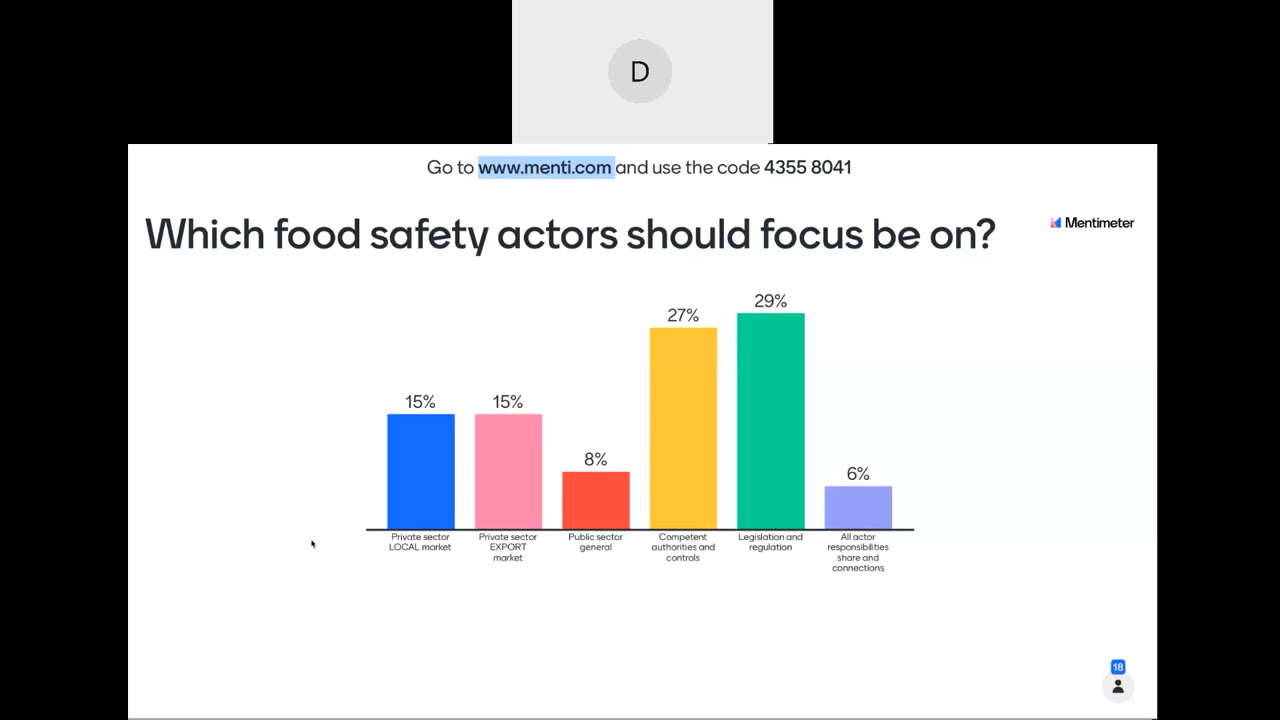 D
Go to www.menti.com and use the code 4355 8041
Which food safety actors should focus be on?
Mentimeter
15%
15%
8%
27%
29%
6%
Private sector
LOCAL market
Private sector
EXPORT
market
Public sector
general
Competent
authorities and
controls
Legislation and
regulation
All actor
responsibilities
share and
connections
18